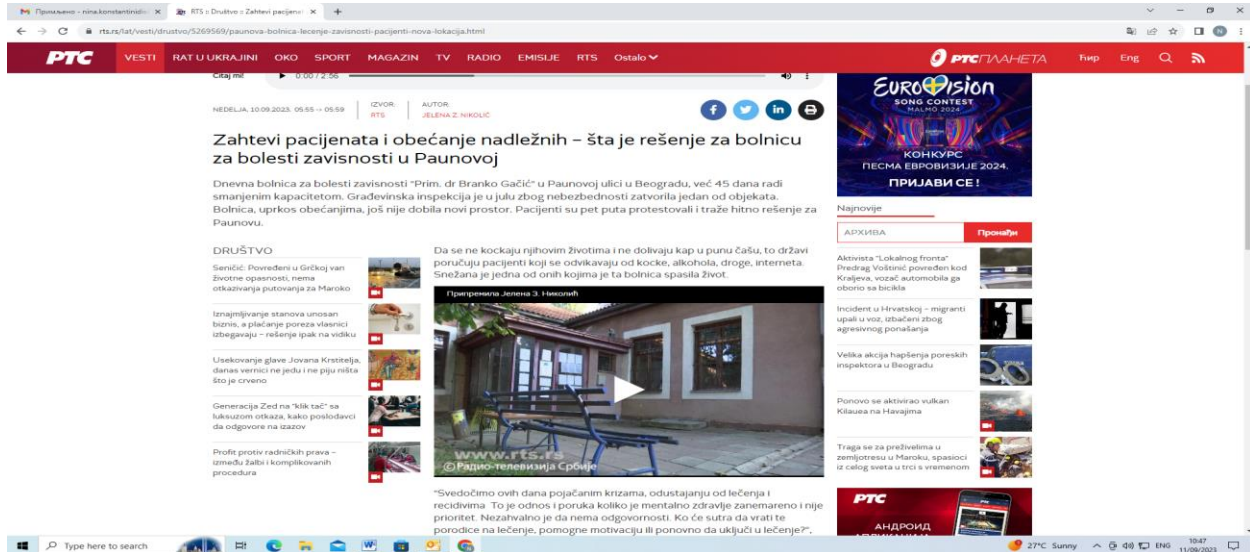 Примљено - nina.konstantinidis
RTS :: Društvo :: Zahtevi pacijena
rts.rs/lat/vesti/drustvo/5269569/paunova-bolnica-lecenje-zavisnosti-pacijenti-nova-lokacija.html
РТС VESTI RAT U UKRAJINI OKO SPORT MAGAZIN TV RADIO EMISIJE RTS Ostalo РТСПЛАНЕТА Ћир Eng
Čitaj mi! 0:00 / 2:56
NEDELJA, 10.09.2023, 05:55 -> 05:59
IZVOR:
RTS
AUTOR:
JELENA Z. NIKOLIĆ
Zahtevi pacijenata i obećanje nadležnih – šta je rešenje za bolnicu
za bolesti zavisnosti u Paunovoj
Dnevna bolnica za bolesti zavisnosti "Prim. dr Branko Gačić" u Paunovoj ulici u Beogradu, već 45 dana radi
smanjenim kapacitetom. Građevinska inspekcija je u julu zbog nebezbednosti zatvorila jedan od objekata.
Bolnica, uprkos obećanjima, još nije dobila novi prostor. Pacijenti su pet puta protestovali i traže hitno rešenje za
Paunovu.
DRUŠTVO
Seničić: Povređeni u Grčkoj van
životne opasnosti, nema
otkazivanja putovanja za Maroko
Iznajmljivanje stanova unosan
biznis, a plaćanje poreza vlasnici
izbegavaju – rešenje ipak na vidiku
Usekovanje glave Jovana Krstitelja,
danas vernici ne jedu i ne piju ništa
što je crveno
Generacija Zed na "klik tač" sa
luksuzom otkaza, kako poslodavci
da odgovore na izazov
Profit protiv radničkih prava –
između žalbi i komplikovanih
procedura
Da se ne kockaju njihovim životima i ne dolivaju kap u punu čašu, to državi
poručuju pacijenti koji se odvikavaju od kocke, alkohola, droge, interneta.
Snežana je jedna od onih kojima je ta bolnica spasila život.
Припремила Јелена З. Николић
www.rts.rs
© Радио-телевизија Србије
"Svedočimo ovih dana pojačanim krizama, odustajanju od lečenja i
recidivima To je odnos i poruka koliko je mentalno zdravlje zanemareno i nije
prioritet. Nezahvalno je da nema odgovornosti. Ko će sutra da vrati te
porodice na lečenje, pomogne motivaciju ili ponovno da uključi u lečenje?",
EUROVISION
SONG CONTEST
MALMÖ 2024
КОНКУРС
ПЕСМА ЕВРОВИЗИЈЕ 2024.
ПРИЈАВИ СЕ!
Najnovije
АРХИВА Пронађи
Aktivista "Lokalnog fronta"
Predrag Voštinić povređen kod
Kraljeva, vozač automobila ga
oborio sa bicikla
Incident u Hrvatskoj – migranti
upali u voz, izbačeni zbog
agresivnog ponašanja
Velika akcija hapšenja poreskih
inspektora u Beogradu
Ponovo se aktivirao vulkan
Kilauea na Havajima
Traga se za preživelima u
zemljotresu u Maroku, spasioci
iz celog sveta u trci s vremenom
РТС
АНДРОИД
Type here to search
27°C Sunny ENG 10:47
11/09/2023